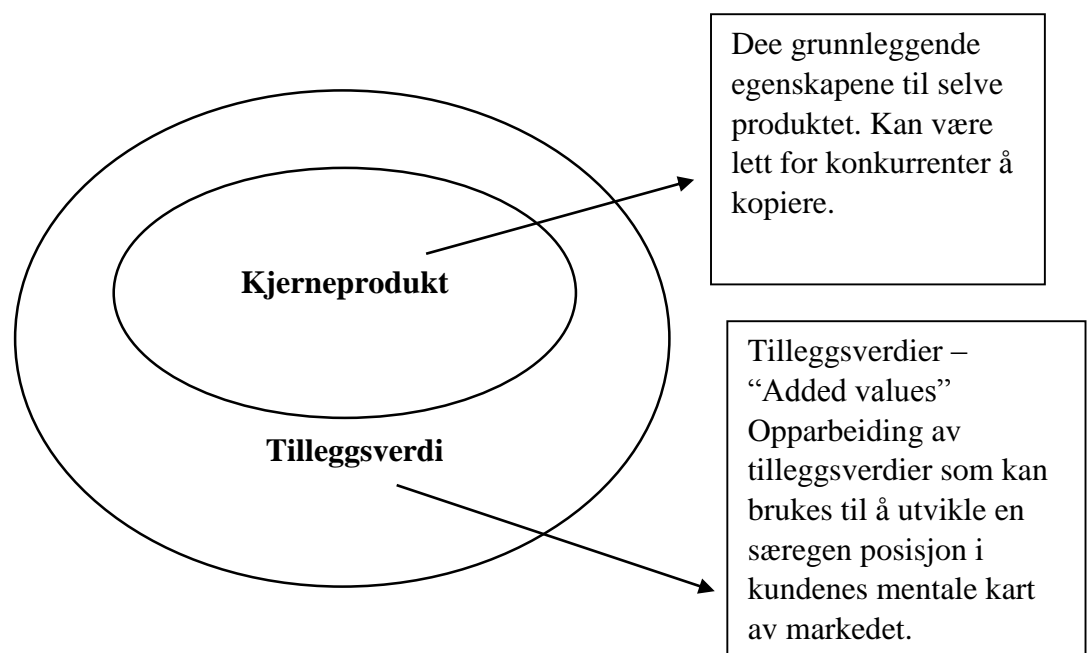 Dee grunnleggende
egenskapene til selve
produktet. Kan være
lett for konkurrenter å
kopiere.
Kjerneprodukt
Tilleggsverdi
Tilleggsverdier –
“Added values”
Opparbeiding av
tilleggsverdier som kan
brukes til å utvikle en
særegen posisjon i
kundenes mentale kart
av markedet.